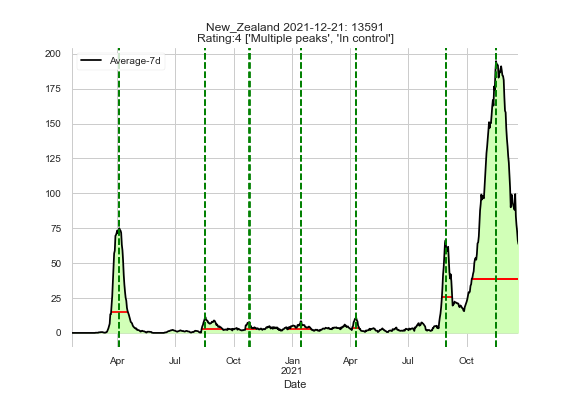 New_Zealand 2021-12-21: 13591
Rating:4 ['Multiple peaks', 'In control']
200
Average-7d
175
150
125
100
75
50
25
0
Apr Jul Oct Jan Apr Jul Oct
2021
Date